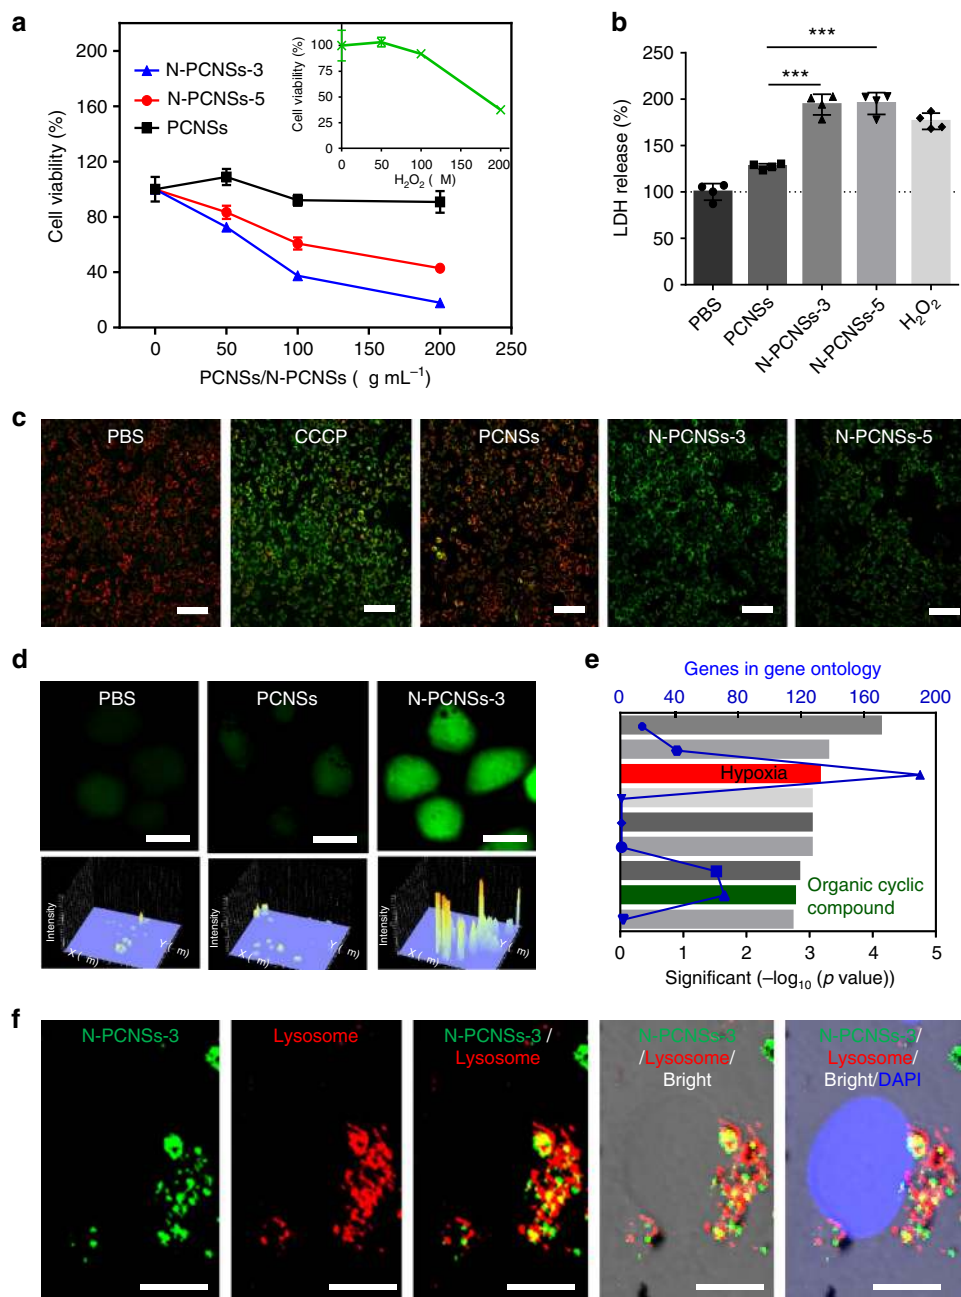 a
200
160
120
80
40
0
Cell viability (%)
N-PCNSs-3
N-PCNSs-5
PCNSs
100
75
50
25
0
Cell viability (%)
0 50 100 200
H₂O₂ ( M)
0 50 100 150 200 250
PCNSs/N-PCNSs ( g mL⁻¹)
b
250
200
150
100
50
0
LDH release (%)
***
***
PBS
PCNSs
N-PCNSs-3
N-PCNSs-5
H₂O₂
c
PBS
CCCP
PCNSs
N-PCNSs-3
N-PCNSs-5
d
PBS
PCNSs
N-PCNSs-3
Intensity
X ( m)
Y ( m)
Intensity
X ( m)
Y ( m)
Intensity
X ( m)
Y ( m)
e
Genes in gene ontology
0 40 80 120 160 200
Hypoxia
Organic cyclic
compound
0 1 2 3 4 5
Significant (–log₁₀ (p value))
f
N-PCNSs-3
Lysosome
N-PCNSs-3 /
Lysosome
N-PCNSs-3
/Lysosome/
Bright
N-PCNSs-3
/Lysosome/
Bright/DAPI